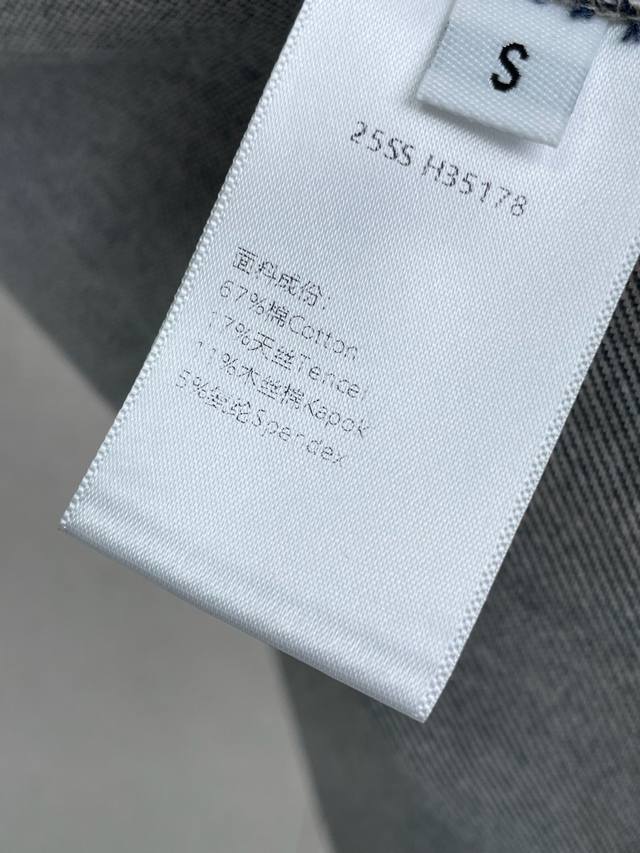 S
25SS H35178
面料成份:
67%棉Cotton
17%天丝Tencel
11%木丝棉Kapok
5%氨纶Spandex